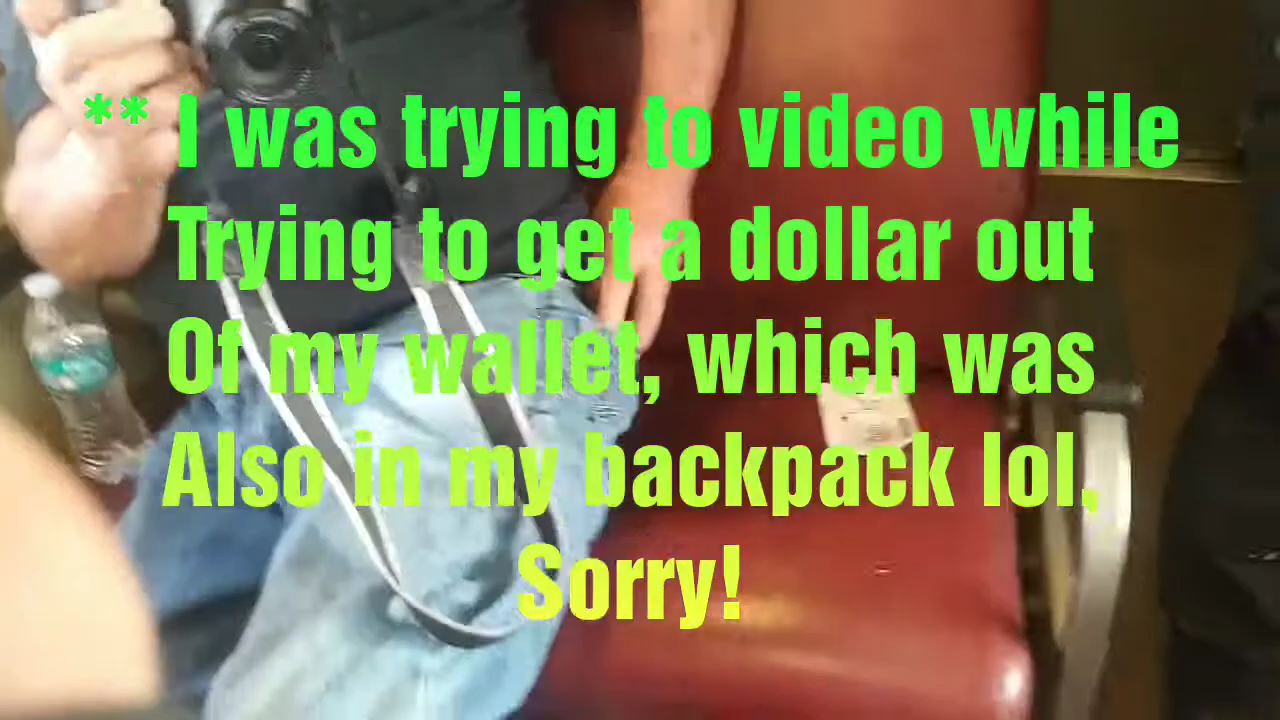 ** I was trying to video while
Trying to get a dollar out
Of my wallet, which was
Also in my backpack lol,
Sorry!